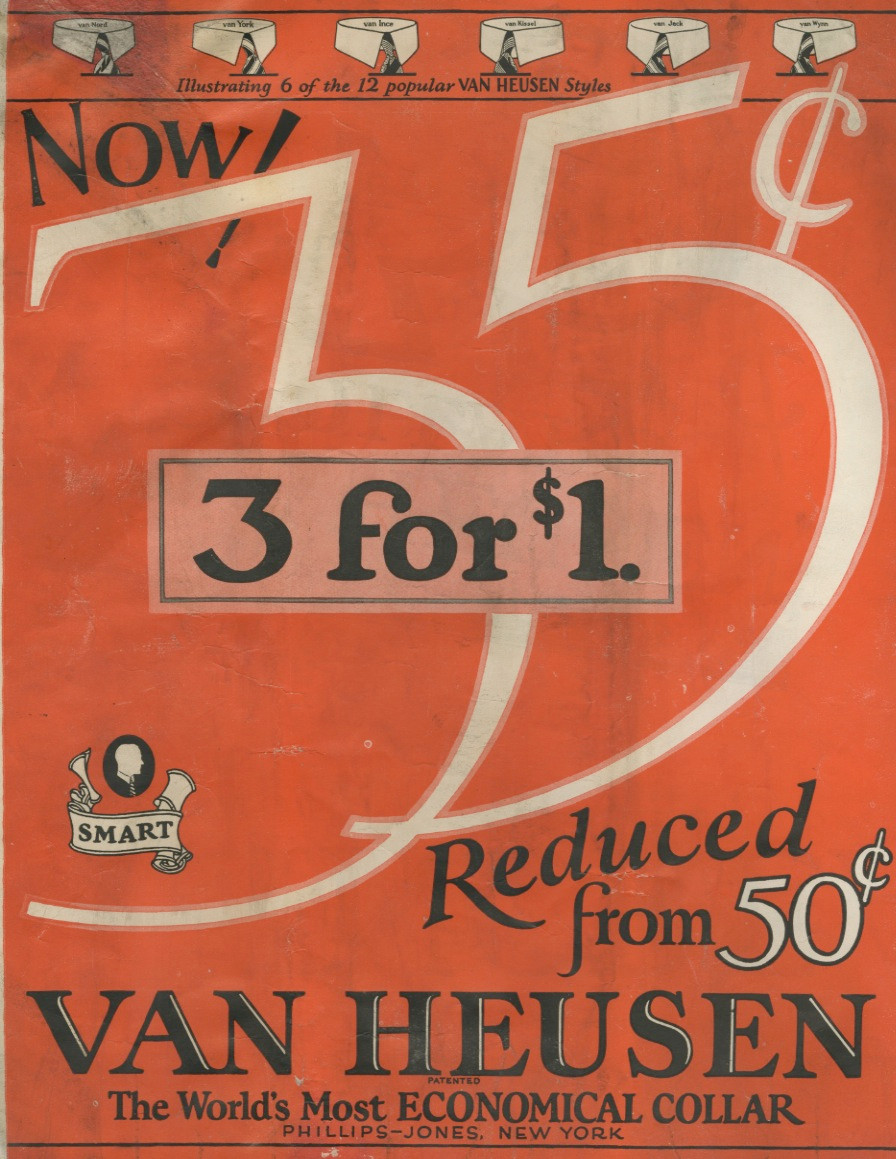 van Nord van York van Ince van Kissel van Jack van Wynn
Illustrating 6 of the 12 popular VAN HEUSEN Styles
Now!
35¢
3 for $1.
SMART
Reduced
from 50¢
VAN HEUSEN
PATENTED
The World's Most ECONOMICAL COLLAR
PHILLIPS-JONES, NEW YORK